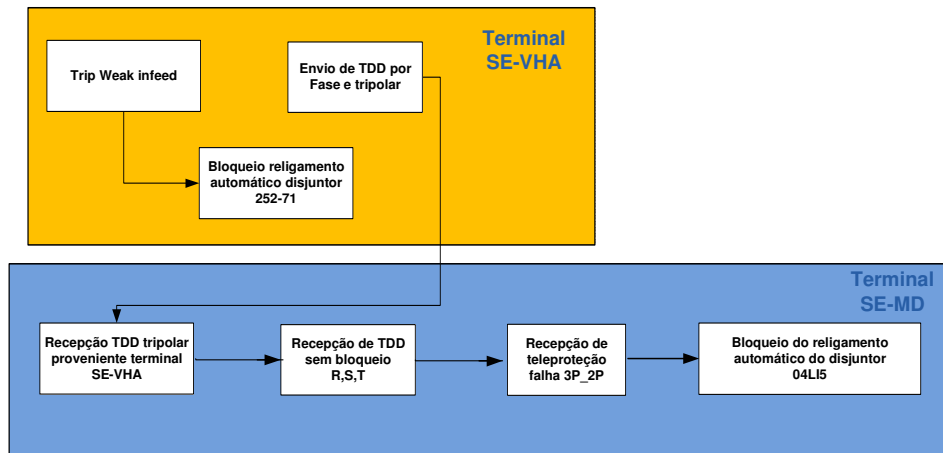 Terminal
SE-VHA
Trip Weak infeed
Envio de TDD por
Fase e tripolar
Bloqueio religamento
automático disjuntor
252-71
Terminal
SE-MD
Recepção TDD tripolar
proveniente terminal
SE-VHA
Recepção de TDD
sem bloqueio
R,S,T
Recepção de
teleproteção
falha 3P_2P
Bloqueio do religamento
automático do disjuntor
04LI5